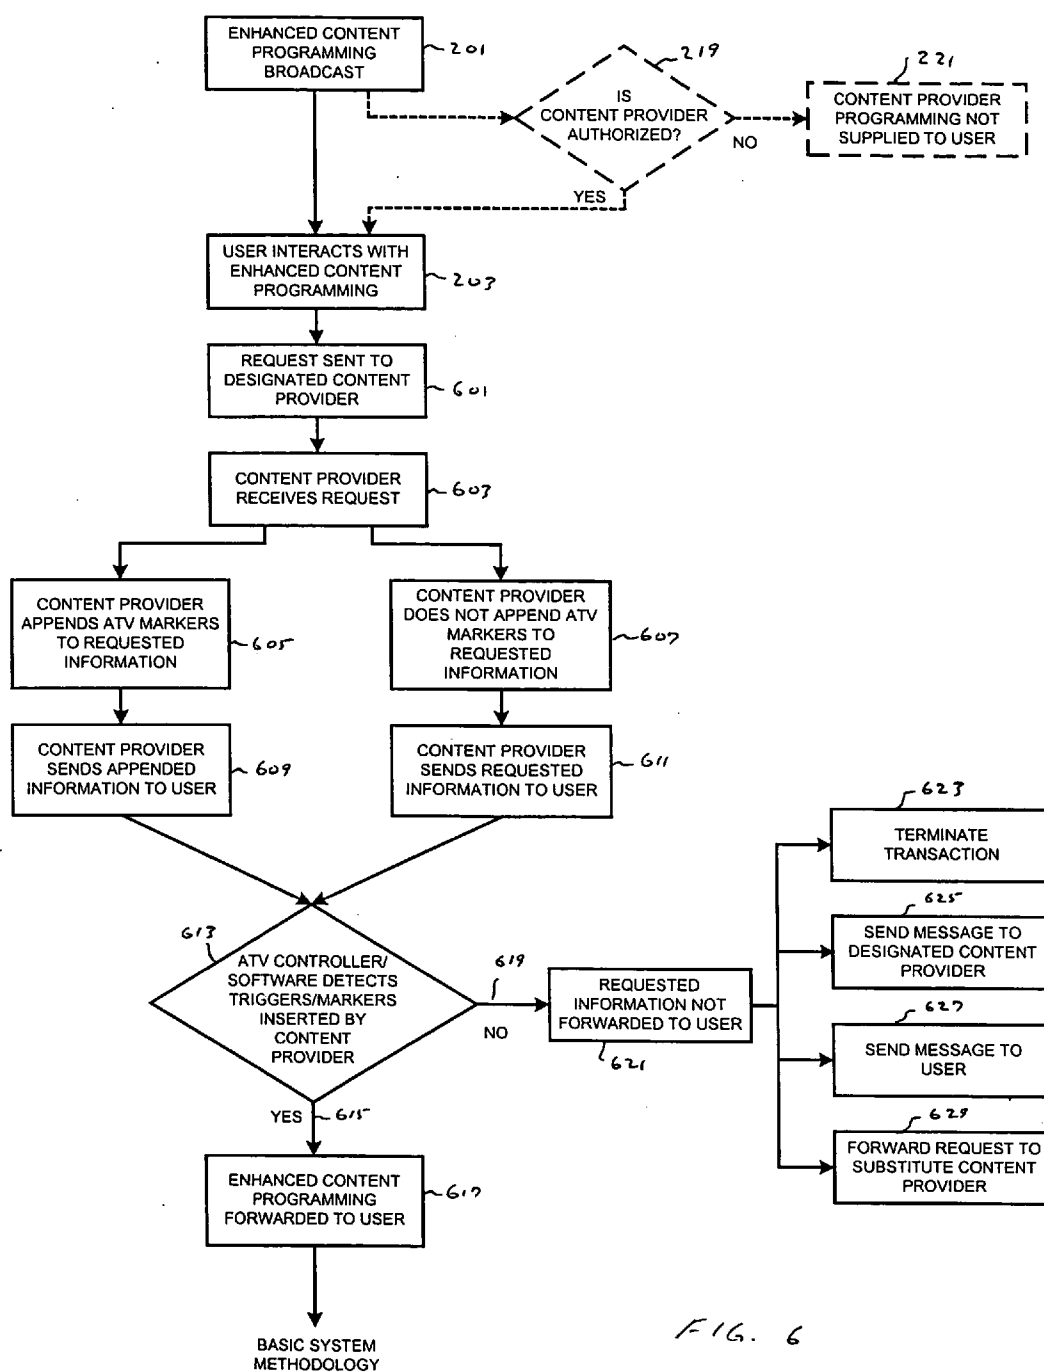 ENHANCED CONTENT
PROGRAMMING
BROADCAST
201
IS
CONTENT PROVIDER
AUTHORIZED?
219
NO
221
CONTENT PROVIDER
PROGRAMMING NOT
SUPPLIED TO USER
YES
USER INTERACTS WITH
ENHANCED CONTENT
PROGRAMMING
203
REQUEST SENT TO
DESIGNATED CONTENT
PROVIDER
601
CONTENT PROVIDER
RECEIVES REQUEST
603
CONTENT PROVIDER
APPENDS ATV MARKERS
TO REQUESTED
INFORMATION
605
CONTENT PROVIDER
DOES NOT APPEND ATV
MARKERS TO
REQUESTED
INFORMATION
607
CONTENT PROVIDER
SENDS APPENDED
INFORMATION TO USER
609
CONTENT PROVIDER
SENDS REQUESTED
INFORMATION TO USER
611
613
ATV CONTROLLER/
SOFTWARE DETECTS
TRIGGERS/MARKERS
INSERTED BY
CONTENT
PROVIDER
619
NO
REQUESTED
INFORMATION NOT
FORWARDED TO USER
621
623
TERMINATE
TRANSACTION
625
SEND MESSAGE TO
DESIGNATED CONTENT
PROVIDER
627
SEND MESSAGE TO
USER
629
FORWARD REQUEST TO
SUBSTITUTE CONTENT
PROVIDER
YES
615
ENHANCED CONTENT
PROGRAMMING
FORWARDED TO USER
617
BASIC SYSTEM
METHODOLOGY
FIG. 6